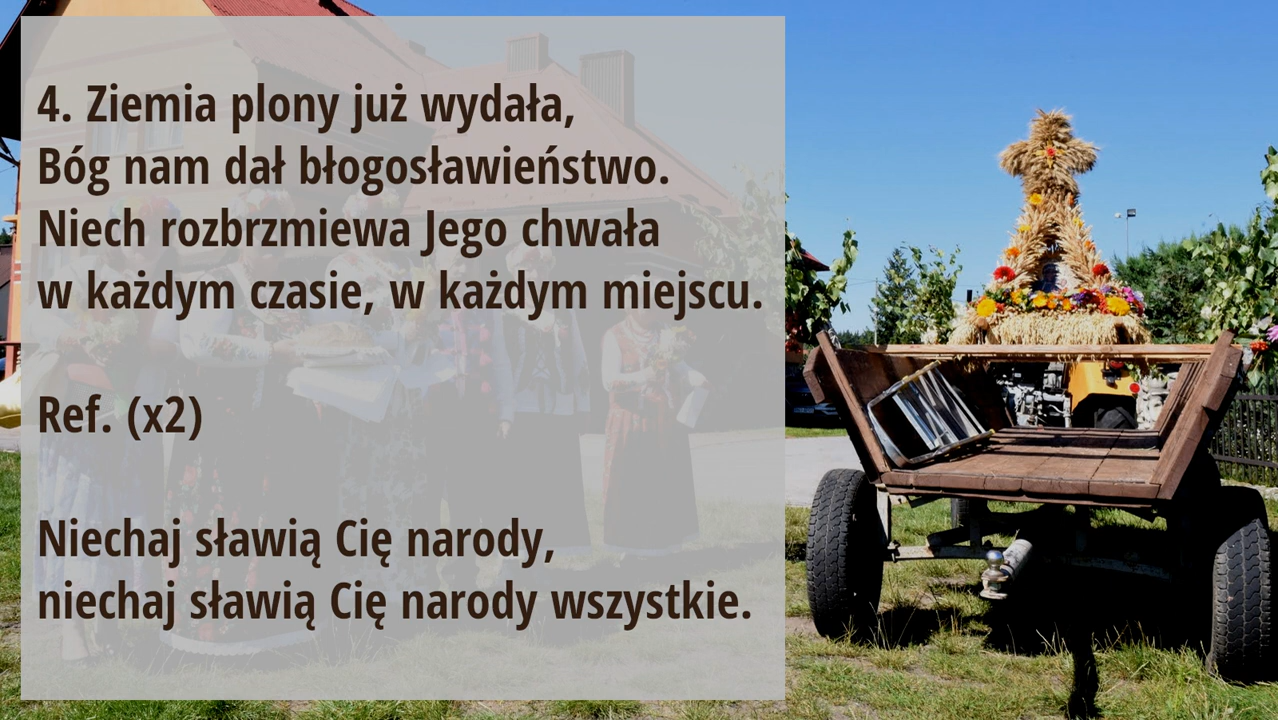 4. Ziemia plony już wydała,
Bóg nam dał błogosławieństwo.
Niech rozbrzmiewa Jego chwała
w każdym czasie, w każdym miejscu.
Ref. (x2)
Niechaj sławią Cię narody,
niechaj sławią Cię narody wszystkie.